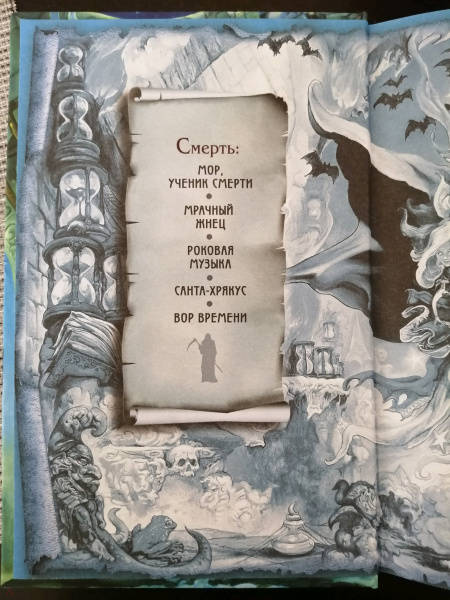 Смерть:
МОР,
УЧЕНИК СМЕРТИ
МРАЧНЫЙ
ЖНЕЦ
РОКОВАЯ
МУЗЫКА
САНТА-ХРЯКУС
ВОР ВРЕМЕНИ